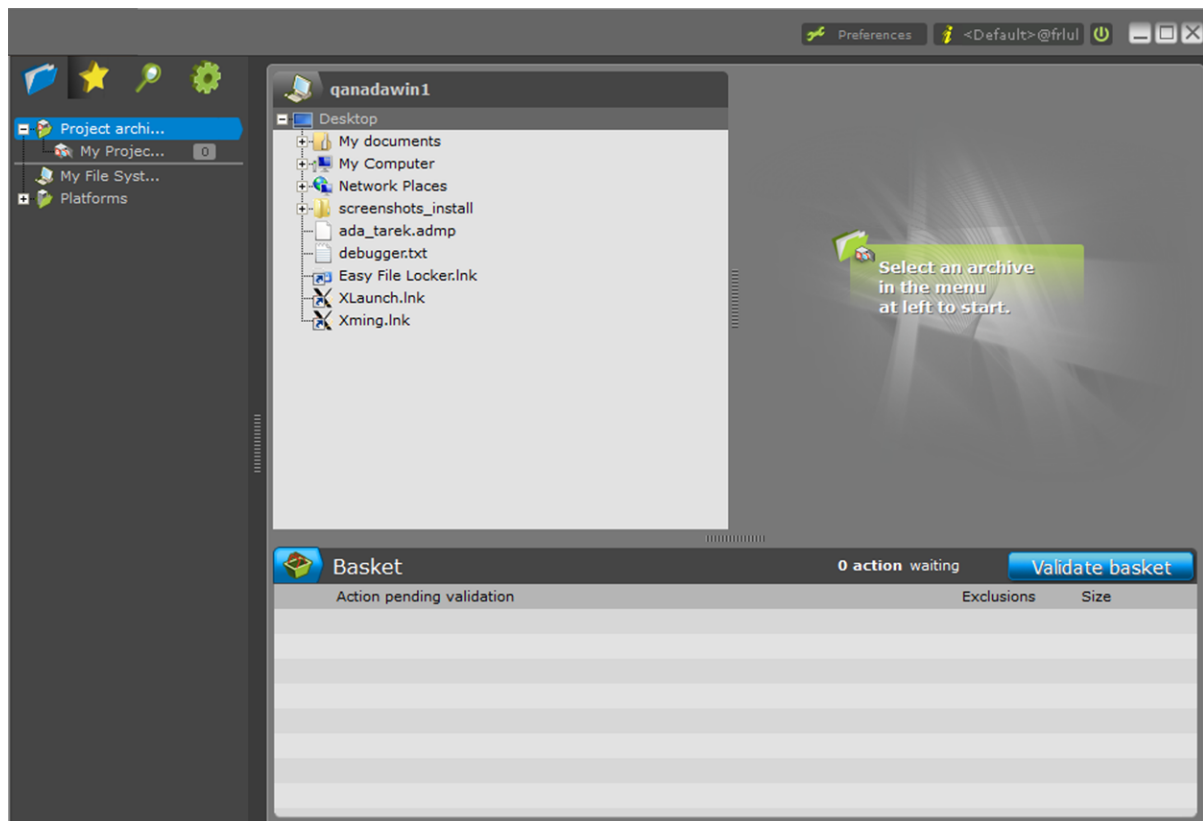 Preferences
<Default>@frlul
Project archi...
My Projec... 0
My File Syst...
Platforms
qanadawin1
Desktop
My documents
My Computer
Network Places
screenshots_install
ada_tarek.admp
debugger.txt
Easy File Locker.lnk
XLaunch.lnk
Xming.lnk
Select an archive
in the menu
at left to start.
Basket
0 action waiting
Validate basket
Action pending validation
Exclusions
Size